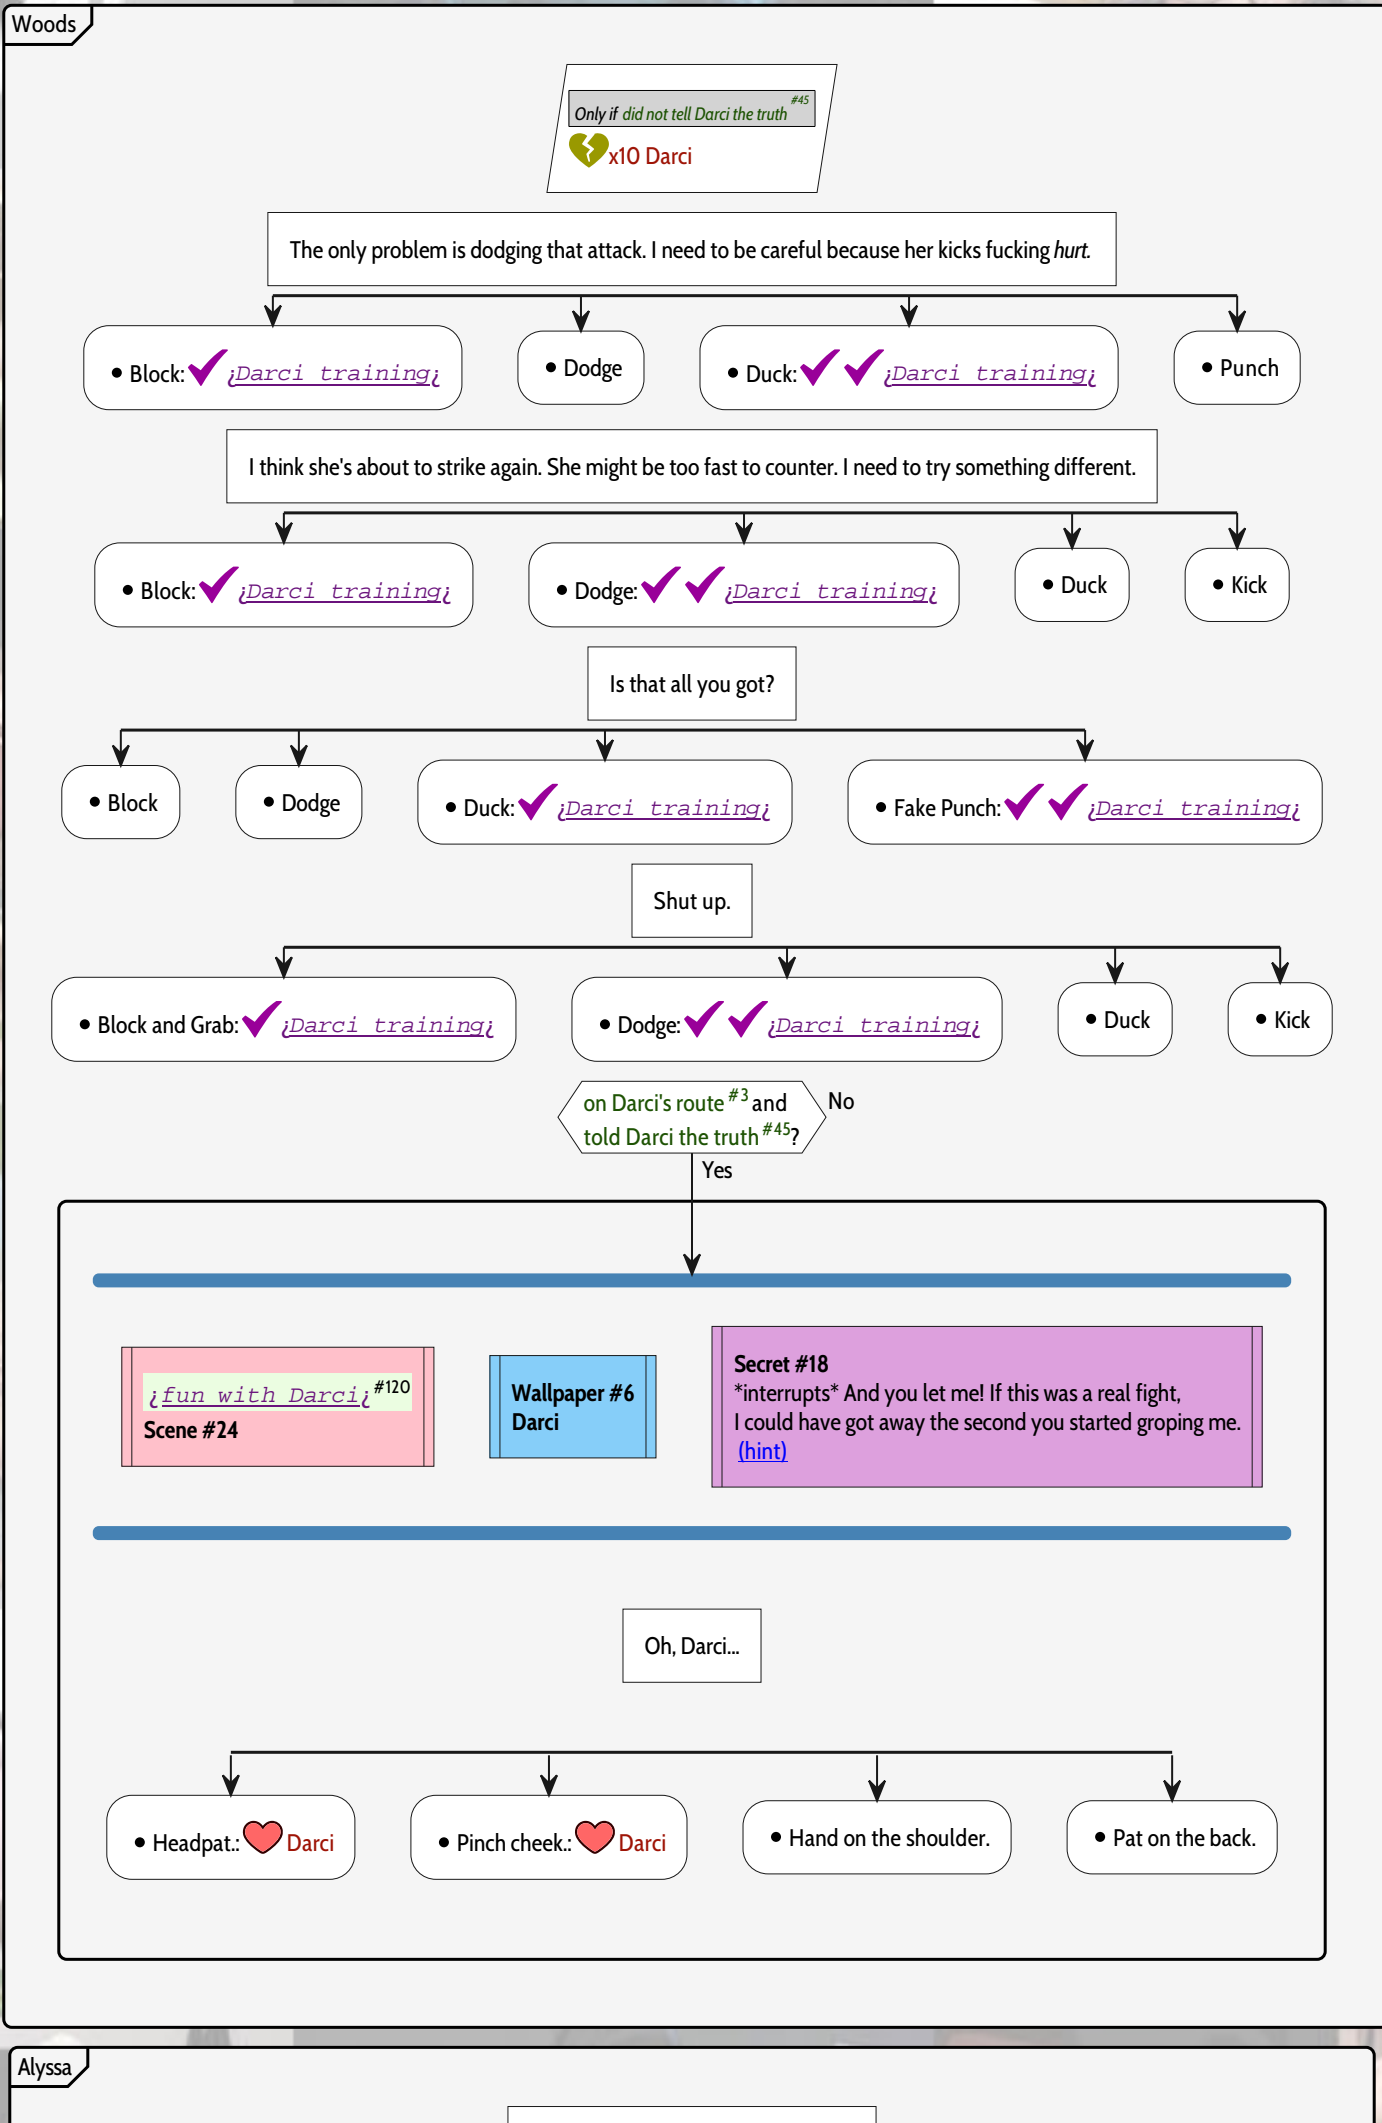 Woods
Only if did not tell Darci the truth #45
x10 Darci
The only problem is dodging that attack. I need to be careful because her kicks fucking hurt.
• Block: ¿Darci training¿
• Dodge
• Duck: ¿Darci training¿
• Punch
I think she's about to strike again. She might be too fast to counter. I need to try something different.
• Block: ¿Darci training¿
• Dodge: ¿Darci training¿
• Duck
• Kick
Is that all you got?
• Block
• Dodge
• Duck: ¿Darci training¿
• Fake Punch: ¿Darci training¿
Shut up.
• Block and Grab: ¿Darci training¿
• Dodge: ¿Darci training¿
• Duck
• Kick
on Darci's route #3 and
told Darci the truth #45?
No
Yes
¿fun with Darci¿ #120
Scene #24
Wallpaper #6
Darci
Secret #18
*interrupts* And you let me! If this was a real fight,
I could have got away the second you started groping me.
(hint)
Oh, Darci...
• Headpat.: Darci
• Pinch cheek.: Darci
• Hand on the shoulder.
• Pat on the back.
Alyssa